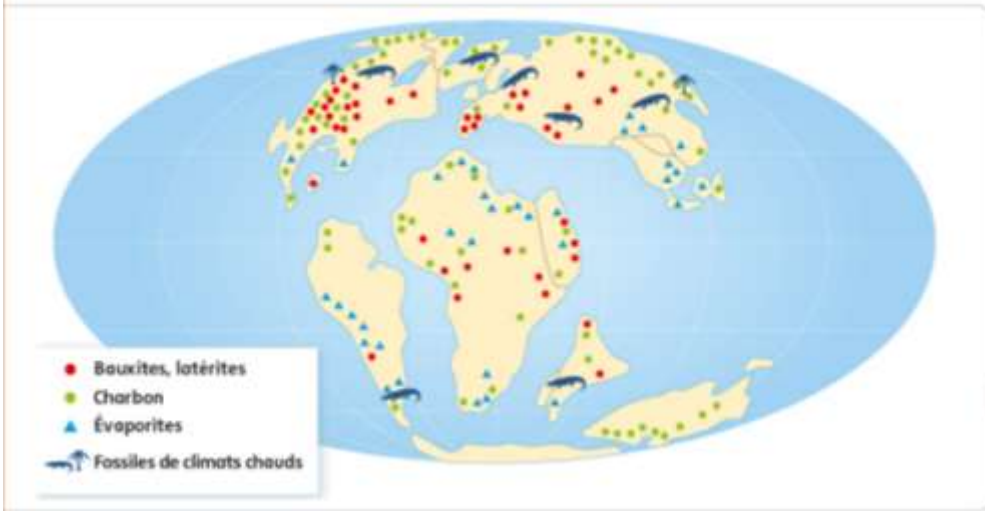 Bauxites, latérites
Charbon
Évaporites
Fossiles de climats chauds